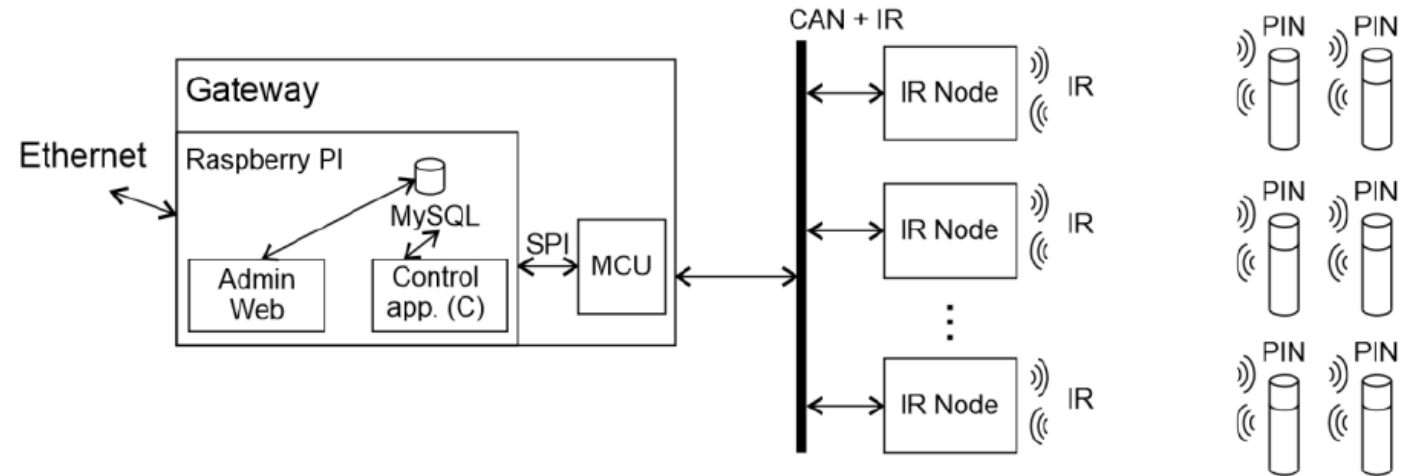 CAN + IR
Gateway
Ethernet
Raspberry PI
MySQL
Admin
Web
Control
app. (C)
SPI
MCU
IR Node
IR
IR Node
IR
IR Node
IR
PIN
PIN
PIN
PIN
PIN
PIN